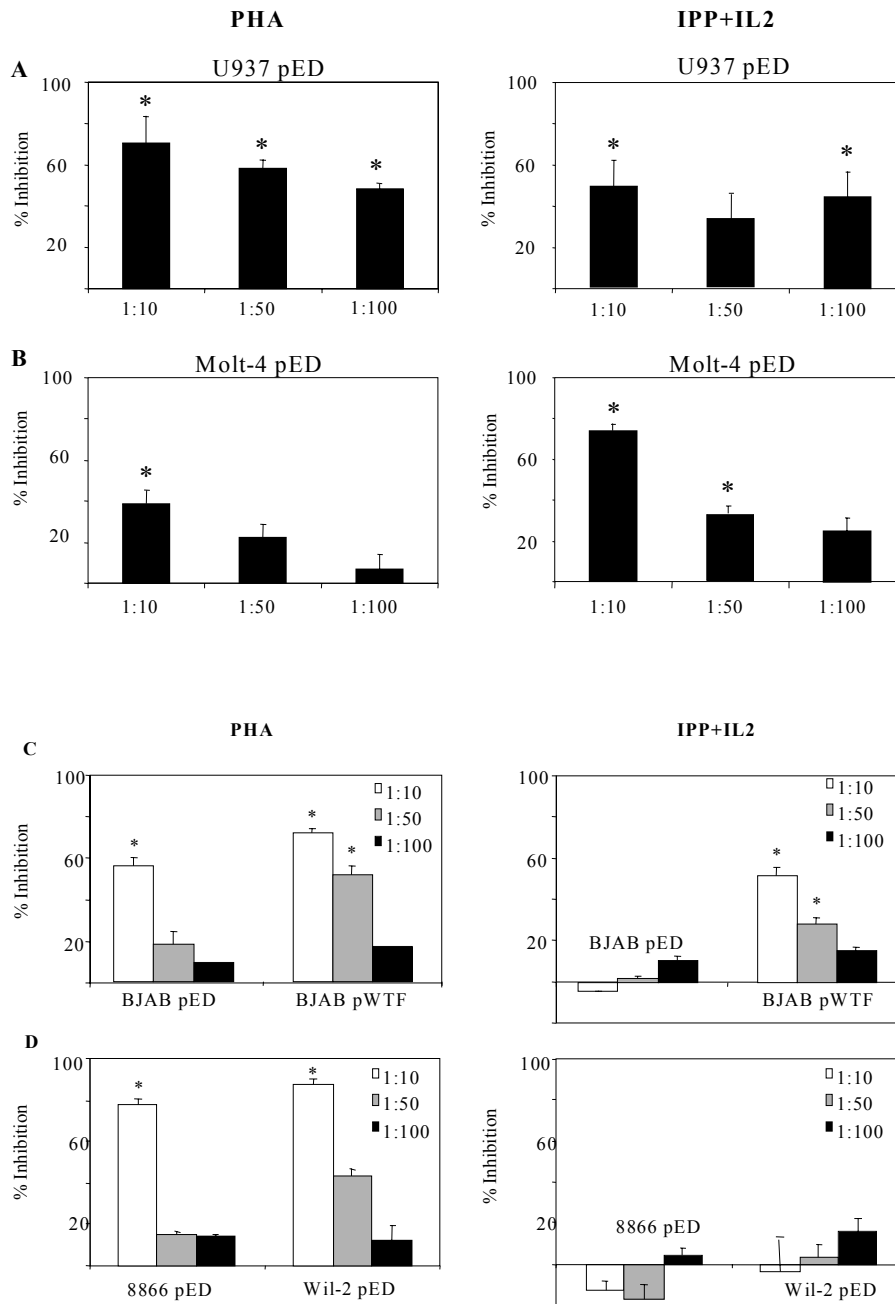 PHA
IPP+IL2
A
U937 pED
% Inhibition
100
60
20
*
*
*
1:10
1:50
1:100
U937 pED
% Inhibition
100
60
20
*
*
1:10
1:50
1:100
B
Molt-4 pED
% Inhibition
100
60
20
*
1:10
1:50
1:100
Molt-4 pED
% Inhibition
100
60
20
*
*
1:10
1:50
1:100
PHA
IPP+IL2
C
% Inhibition
100
60
20
1:10
1:50
1:100
*
*
*
BJAB pED
BJAB pWTF
% Inhibition
100
60
20
1:10
1:50
1:100
*
*
BJAB pED
BJAB pWTF
D
% Inhibition
100
60
20
1:10
1:50
1:100
*
*
8866 pED
Wil-2 pED
% Inhibition
100
60
20
1:10
1:50
1:100
8866 pED
Wil-2 pED